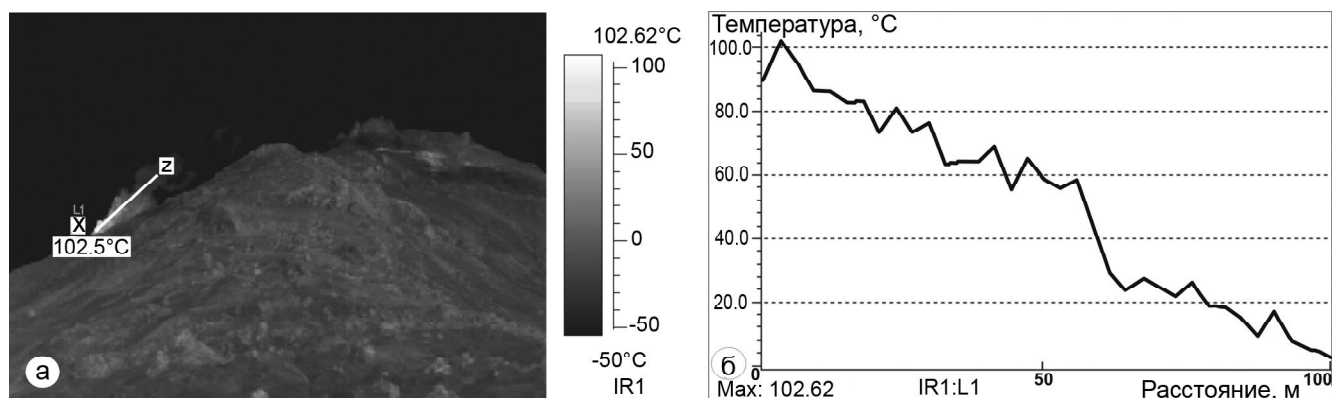 L1
X
z
102.5°C
а
102.62°C
100
50
0
-50
-50°C
IR1
Температура, °C
100.0
80.0
60.0
40.0
20.0
б
0
50
100
Max: 102.62
IR1:L1
Расстояние, м